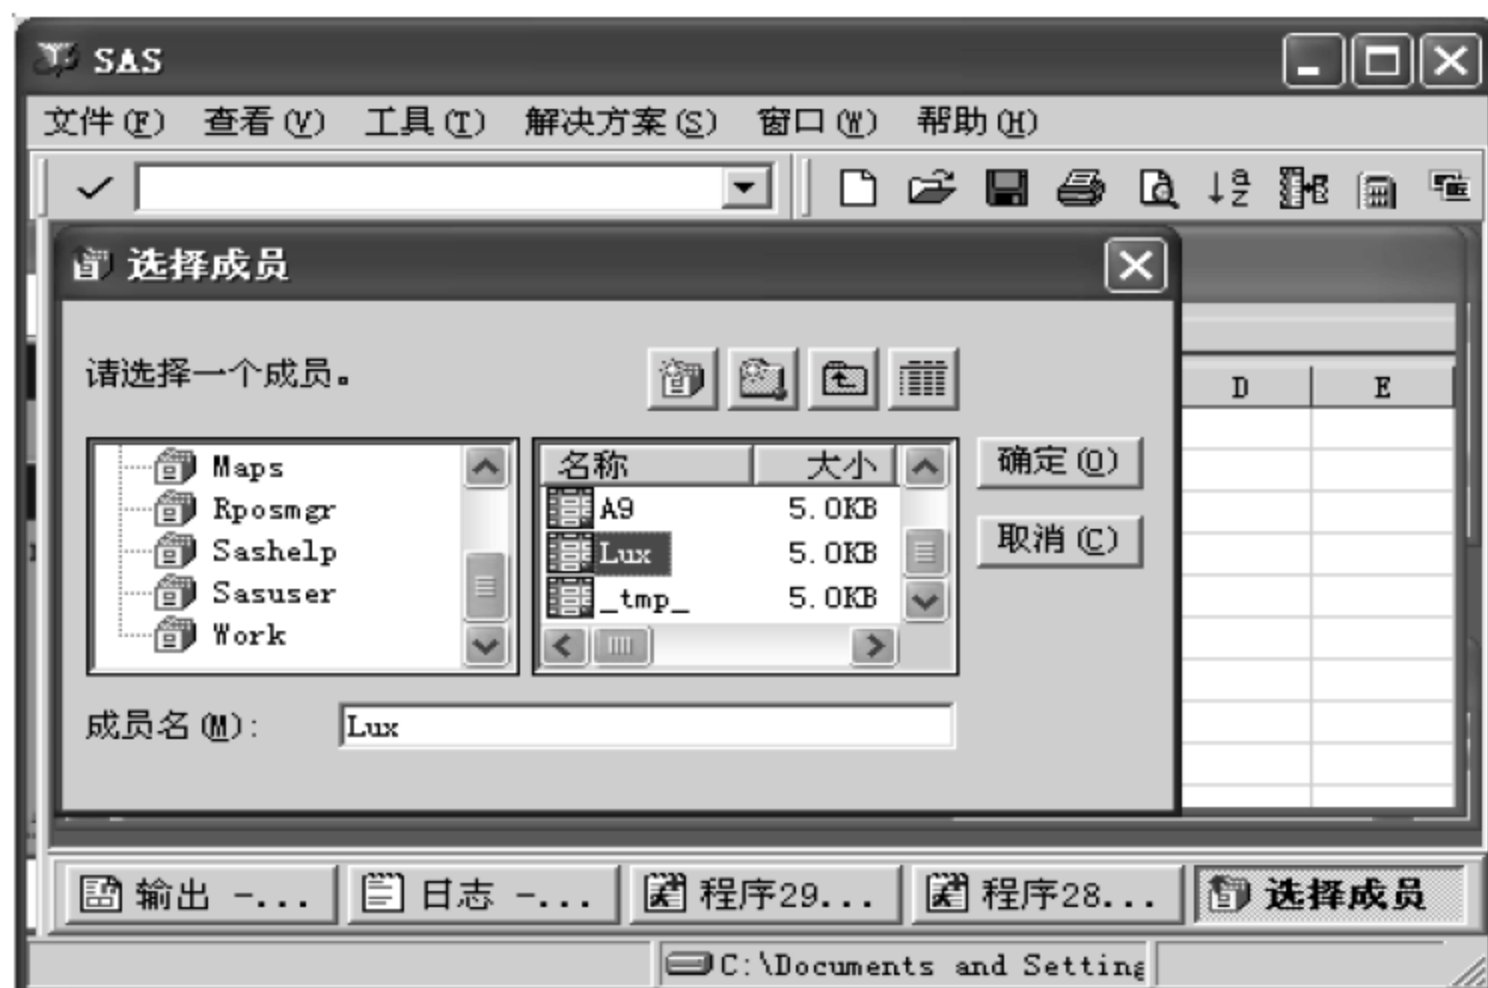 SAS
文件(F) 查看(V) 工具(T) 解决方案(S) 窗口(W) 帮助(H)
选择成员
请选择一个成员。
D E
Maps
Rposmgr
Sashelp
Sasuser
Work
名称 大小
A9 5.0KB
Lux 5.0KB
_tmp_ 5.0KB
确定(O)
取消(C)
成员名(M): Lux
输出 -... 日志 -... 程序29... 程序28... 选择成员
C:\Documents and Setting